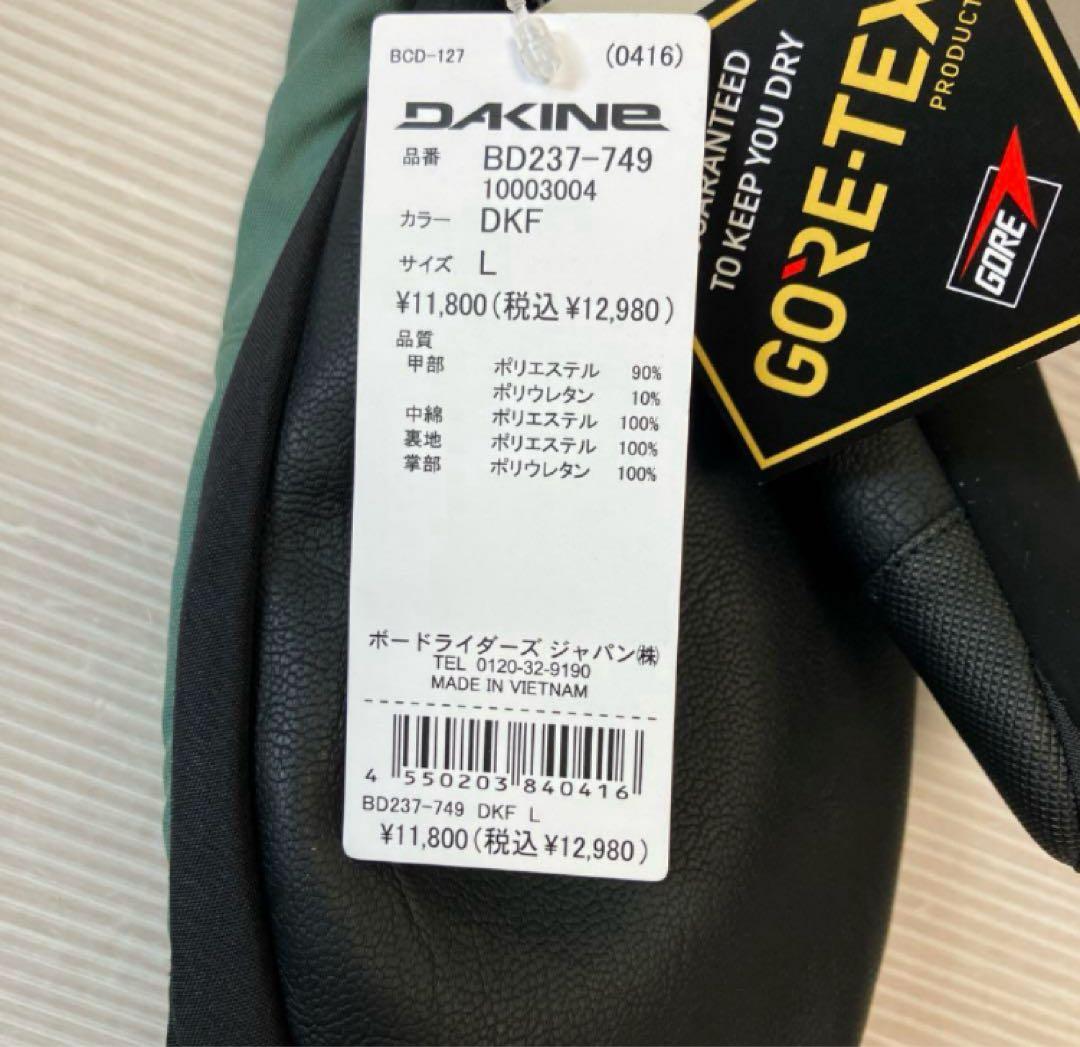 BCD-127 (0416)
DAKINE
品番 BD237-749
10003004
カラー DKF
サイズ L
¥11,800(税込¥12,980)
品質
甲部 ポリエステル 90%
ポリウレタン 10%
中綿 ポリエステル 100%
裏地 ポリエステル 100%
掌部 ポリウレタン 100%
ボードライダーズ ジャパン㈱
TEL 0120-32-9190
MADE IN VIETNAM
4 550203 840416
BD237-749 DKF L
¥11,800(税込¥12,980)
TO KEEP YOU DRY
GORE-TEX
GORE